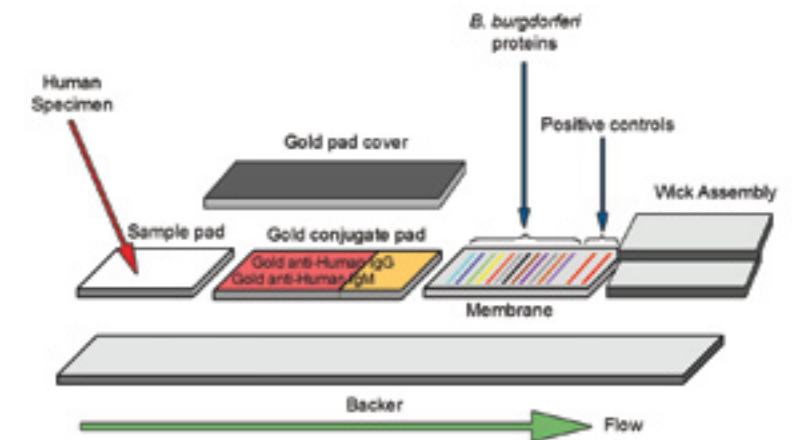 B. burgdorferi
proteins
Human
Specimen
Positive controls
Gold pad cover
Wick Assembly
Sample pad
Gold conjugate pad
Gold anti-Human IgG
Gold anti-Human IgM
Membrane
Backer
Flow